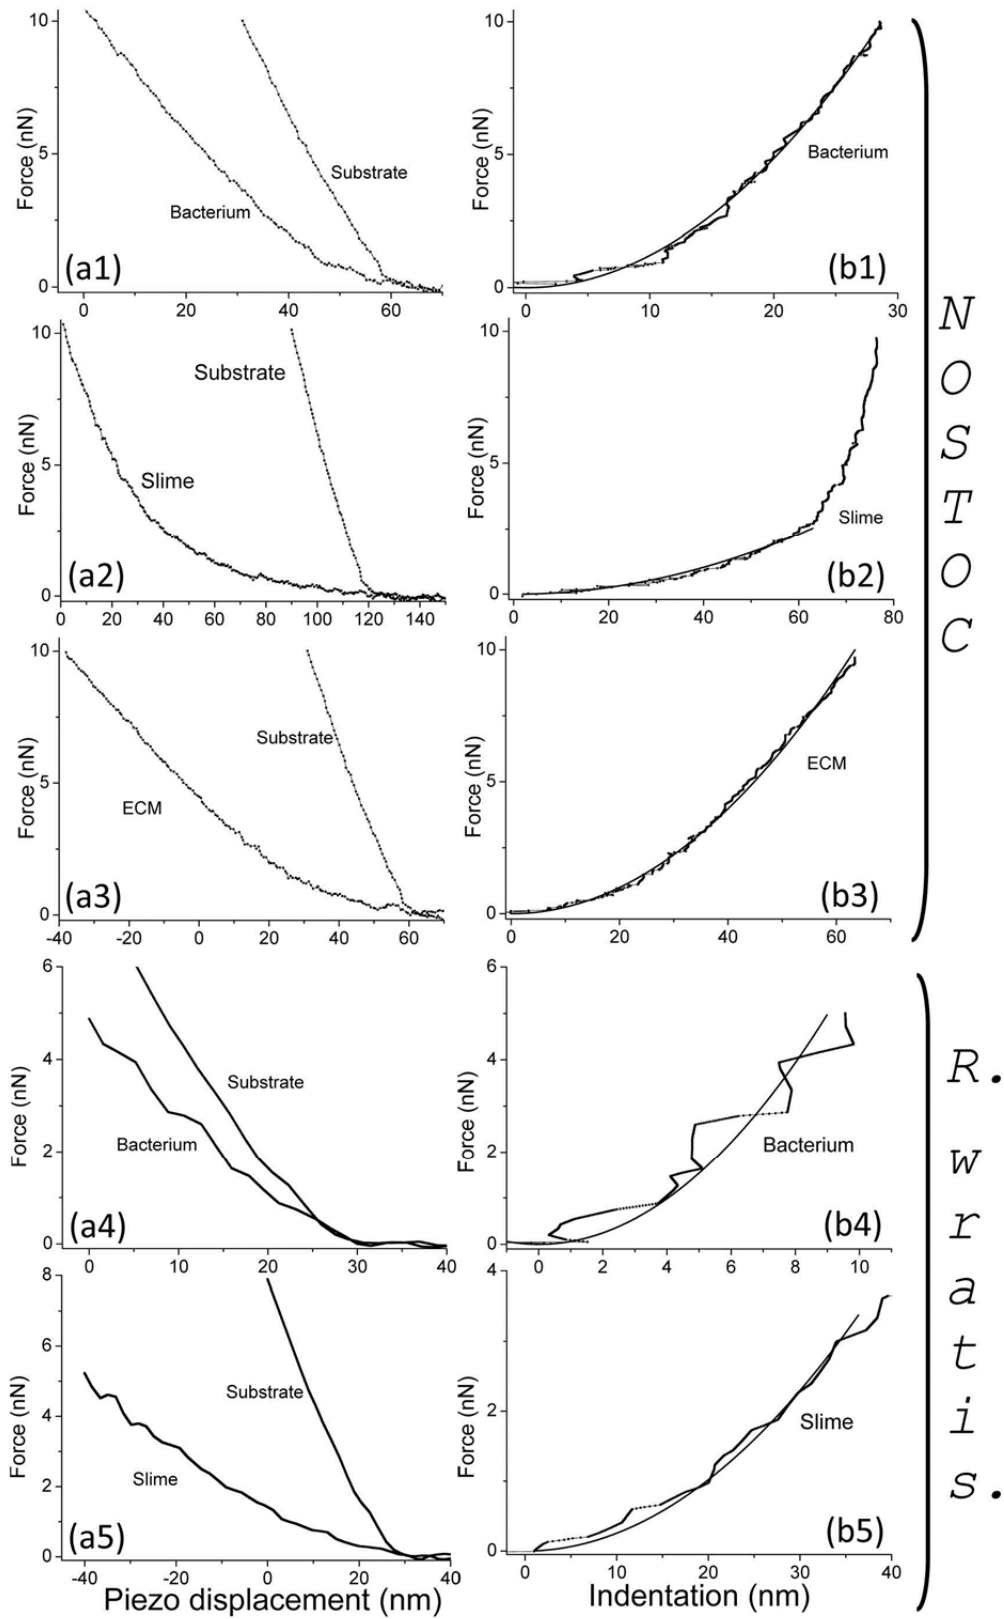 10
5
0
Force (nN)
Substrate
Bacterium
(a1)
0 20 40 60
10
5
0
Force (nN)
Bacterium
(b1)
0 10 20 30
10
5
0
Force (nN)
Substrate
Slime
(a2)
0 20 40 60 80 100 120 140
10
5
0
Force (nN)
Slime
(b2)
0 20 40 60 80
10
5
0
Force (nN)
Substrate
ECM
(a3)
-40 -20 0 20 40 60
10
5
0
Force (nN)
ECM
(b3)
0 20 40 60
NOSTOC
6
4
2
0
Force (nN)
Substrate
Bacterium
(a4)
0 10 20 30 40
6
4
2
0
Force (nN)
Bacterium
(b4)
0 2 4 6 8 10
8
6
4
2
0
Force (nN)
Substrate
Slime
(a5)
-40 -20 0 20 40
Piezo displacement (nm)
4
2
0
Force (nN)
Slime
(b5)
0 10 20 30 40
Indentation (nm)
R. wratis.